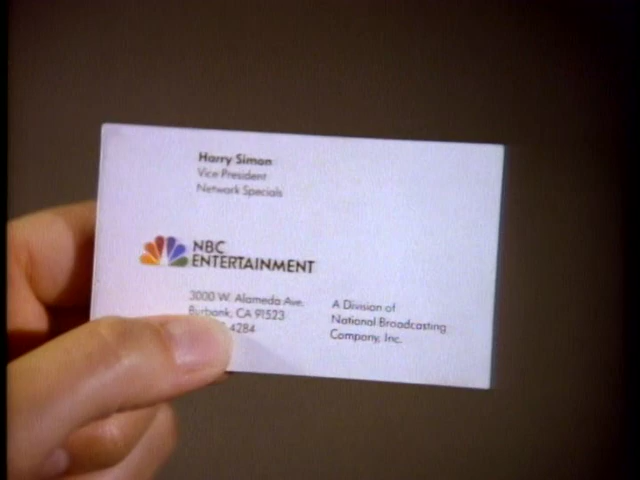 Harry Simon
Vice President
Network Specials
NBC
ENTERTAINMENT
3000 W. Alameda Ave.
Burbank, CA 91523
4284
A Division of
National Broadcasting
Company, Inc.